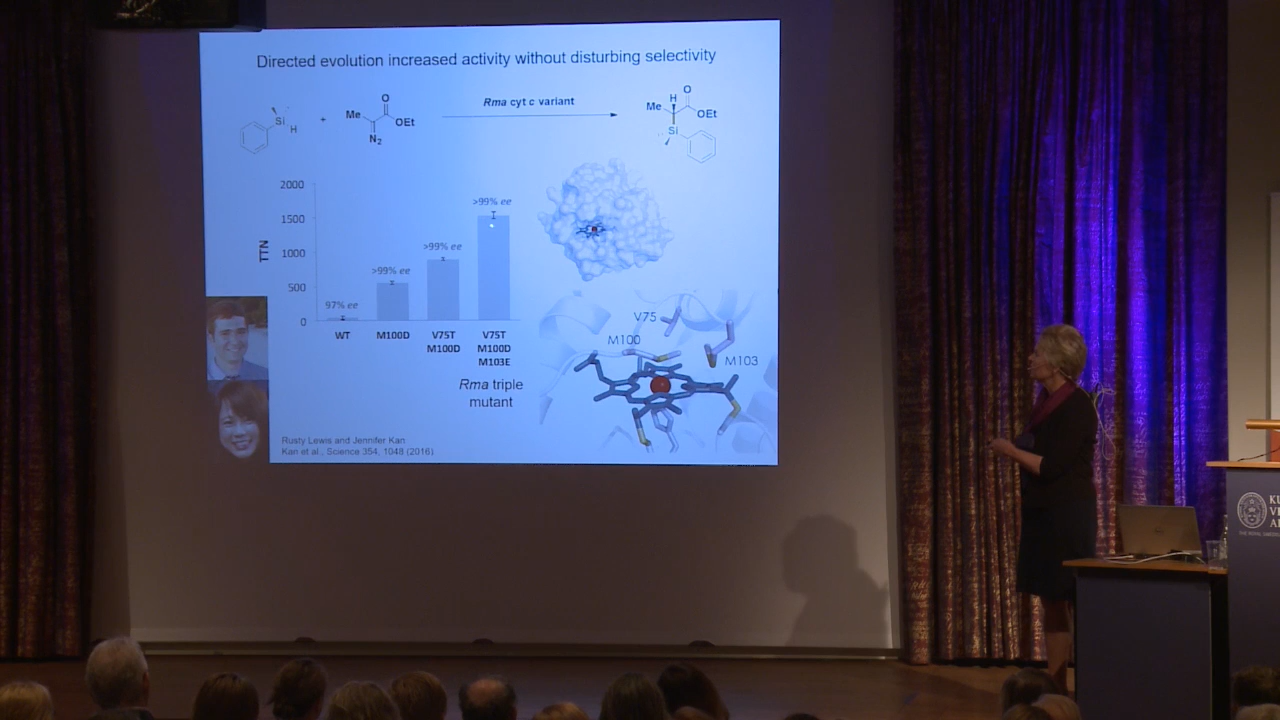 Directed evolution increased activity without disturbing selectivity
Si
H
+
Me
O
OEt
N2
Rma cyt c variant
Me
H
O
OEt
Si
TTN
2000
1500
1000
500
0
97% ee
>99% ee
>99% ee
>99% ee
WT
M100D
V75T
M100D
V75T
M100D
M103E
Rma triple
mutant
V75
M100
M103
Rusty Lewis and Jennifer Kan
Kan et al., Science 354, 1048 (2016)